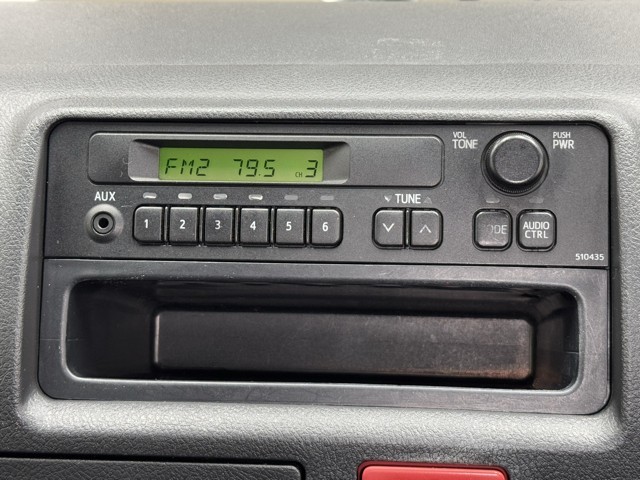 FM2 79.5 CH 3
VOL TONE
PUSH PWR
AUX
1 2 3 4 5 6
TUNE
AUDIO CTRL
510435